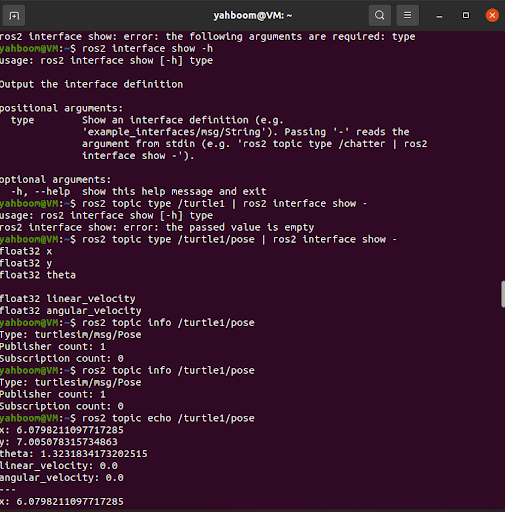 yahboom@VM: ~
ros2 interface show: error: the following arguments are required: type
yahboom@VM:~$ ros2 interface show -h
usage: ros2 interface show [-h] type

Output the interface definition

positional arguments:
  type        Show an interface definition (e.g.
              'example_interfaces/msg/String'). Passing '-' reads the
              argument from stdin (e.g. 'ros2 topic type /chatter | ros2
              interface show -').

optional arguments:
  -h, --help  show this help message and exit
yahboom@VM:~$ ros2 topic type /turtle1 | ros2 interface show -
usage: ros2 interface show [-h] type
ros2 interface show: error: the passed value is empty
yahboom@VM:~$ ros2 topic type /turtle1/pose | ros2 interface show -
float32 x
float32 y
float32 theta

float32 linear_velocity
float32 angular_velocity
yahboom@VM:~$ ros2 topic info /turtle1/pose
Type: turtlesim/msg/Pose
Publisher count: 1
Subscription count: 0
yahboom@VM:~$ ros2 topic info /turtle1/pose
Type: turtlesim/msg/Pose
Publisher count: 1
Subscription count: 0
yahboom@VM:~$ ros2 topic echo /turtle1/pose
x: 6.0798211097717285
y: 7.005078315734863
theta: 1.3231834173202515
linear_velocity: 0.0
angular_velocity: 0.0
---
x: 6.0798211097717285